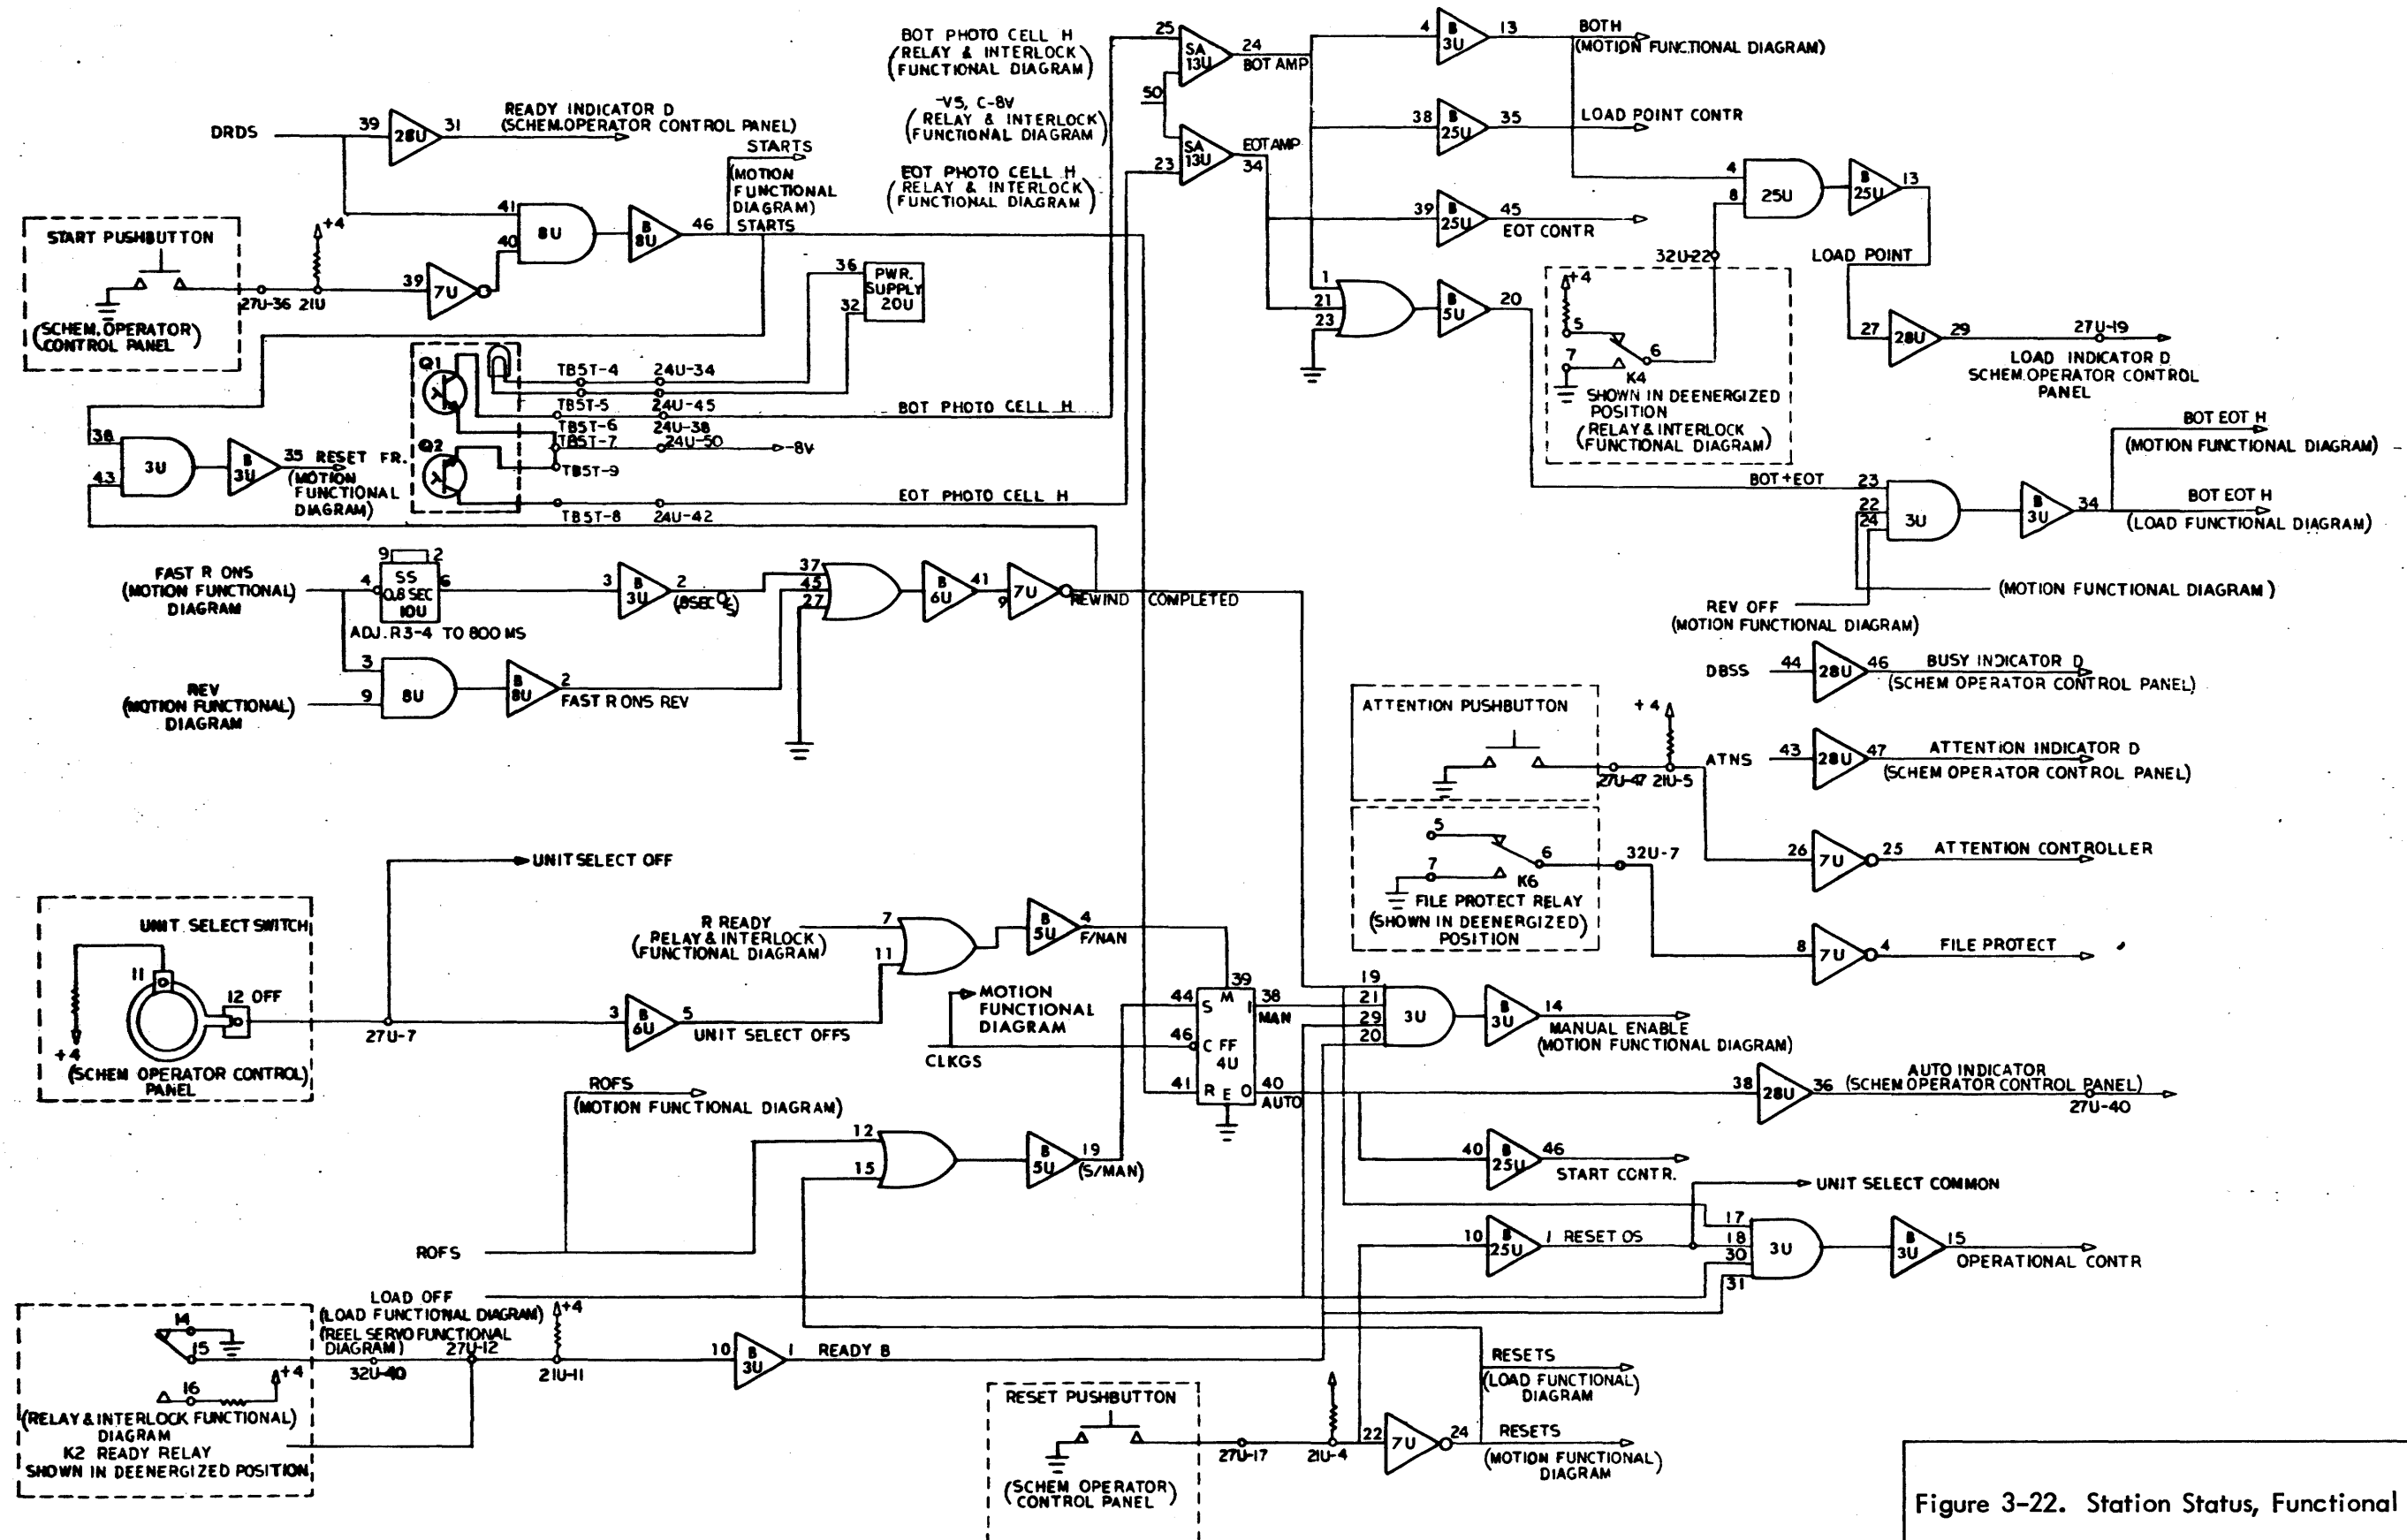 BOT PHOTO CELL H
(RELAY & INTERLOCK)
(FUNCTIONAL DIAGRAM)
25
SA
13U
24
BOT AMP
50
-V5, C-8V
(RELAY & INTERLOCK)
(FUNCTIONAL DIAGRAM)
SA
13U
EOT AMP
34
23
EOT PHOTO CELL H
(RELAY & INTERLOCK)
(FUNCTIONAL DIAGRAM)
4
B
3U
13
BOTH
(MOTION FUNCTIONAL DIAGRAM)
38
B
25U
35
LOAD POINT CONTR
39
B
25U
45
EOT CONTR
1
21
23
B
5U
20
4
8
25U
B
25U
13
LOAD POINT
32U-22
+4
5
7
6
K4
SHOWN IN DEENERGIZED
POSITION
RELAY & INTERLOCK
(FUNCTIONAL DIAGRAM)
27
28U
29
27U-19
LOAD INDICATOR D
SCHEM.OPERATOR CONTROL
PANEL
BOT+EOT
23
22
24
3U
B
3U
34
BOT EOT H
(MOTION FUNCTIONAL DIAGRAM)
BOT EOT H
(LOAD FUNCTIONAL DIAGRAM)
(MOTION FUNCTIONAL DIAGRAM)
REV OFF
(MOTION FUNCTIONAL DIAGRAM)
DRDS
39
28U
31
READY INDICATOR D
(SCHEM.OPERATOR CONTROL PANEL)
STARTS
(MOTION
FUNCTIONAL
DIAGRAM)
STARTS
41
40
8U
B
8U
46
START PUSHBUTTON
(SCHEM. OPERATOR)
CONTROL PANEL
27U-36
21U
+4
39
7U
36
32
PWR.
SUPPLY
20U
Q1
Q2
TB5T-4
24U-34
TB5T-5
24U-45
BOT PHOTO CELL H
TB5T-6
24U-38
TB5T-7
24U-50
-8V
TB5T-9
TB5T-8
24U-42
EOT PHOTO CELL H
38
43
3U
B
3U
35 RESET FR.
(MOTION
FUNCTIONAL
DIAGRAM)
FAST R ONS
(MOTION FUNCTIONAL)
DIAGRAM
4
9
2
SS
0.8 SEC
10U
6
ADJ. R3-4 TO 800 MS
3
B
3U
2
37
45
27
B
6U
41
9
7U
REWIND COMPLETED
REV
(MOTION FUNCTIONAL)
DIAGRAM
3
9
8U
B
8U
2
FAST R ONS REV
DBSS
44
28U
46
BUSY INDICATOR D
(SCHEM OPERATOR CONTROL PANEL)
ATNS
43
28U
47
ATTENTION INDICATOR D
(SCHEM OPERATOR CONTROL PANEL)
ATTENTION PUSHBUTTON
+4
27U-47
21U-5
26
7U
25
ATTENTION CONTROLLER
5
7
6
K6
32U-7
FILE PROTECT RELAY
(SHOWN IN DEENERGIZED)
POSITION
8
7U
4
FILE PROTECT
UNIT SELECT OFF
UNIT SELECT SWITCH
11
12 OFF
+4
(SCHEM OPERATOR CONTROL)
PANEL
27U-7
3
B
6U
5
UNIT SELECT OFFS
R READY
(RELAY & INTERLOCK)
(FUNCTIONAL DIAGRAM)
7
11
B
5U
4
F/NAN
MOTION
FUNCTIONAL
DIAGRAM
CLKGS
39
M
44
S
1
38
MAN
46
C FF
4U
41
R E 0
40
AUTO
19
21
29
20
3U
B
3U
14
MANUAL ENABLE
(MOTION FUNCTIONAL DIAGRAM)
38
28U
36
AUTO INDICATOR
(SCHEM OPERATOR CONTROL PANEL)
27U-40
40
B
25U
46
START CONTR.
UNIT SELECT COMMON
10
B
25U
1
RESET OS
17
18
30
31
3U
B
3U
15
OPERATIONAL CONTR
ROFS
(MOTION FUNCTIONAL DIAGRAM)
12
15
B
5U
19
(S/MAN)
ROFS
LOAD OFF
(LOAD FUNCTIONAL DIAGRAM)
(REEL SERVO FUNCTIONAL
DIAGRAM)
27U-12
32U-40
+4
21U-11
10
B
3U
1
READY B
14
15
16
+4
(RELAY & INTERLOCK FUNCTIONAL)
DIAGRAM
K2 READY RELAY
SHOWN IN DEENERGIZED POSITION
RESET PUSHBUTTON
(SCHEM OPERATOR)
CONTROL PANEL
27U-17
21U-4
22
7U
24
RESETS
(LOAD FUNCTIONAL)
DIAGRAM
RESETS
(MOTION FUNCTIONAL)
DIAGRAM
Figure 3-22. Station Status, Functional